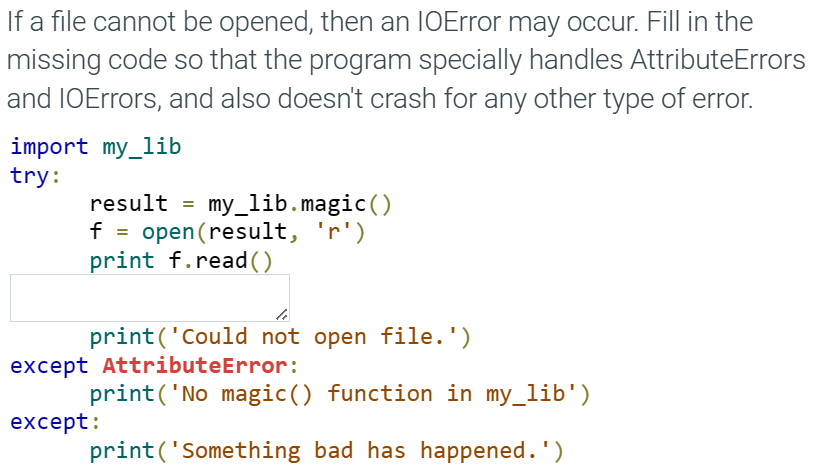 If a file cannot be opened, then an IOError may occur. Fill in the
missing code so that the program specially handles AttributeErrors
and IOErrors, and also doesn't crash for any other type of error.
import my_lib
try:
        result = my_lib.magic()
        f = open(result, 'r')
        print f.read()
        print('Could not open file.')
except AttributeError:
        print('No magic() function in my_lib')
except:
        print('Something bad has happened.')